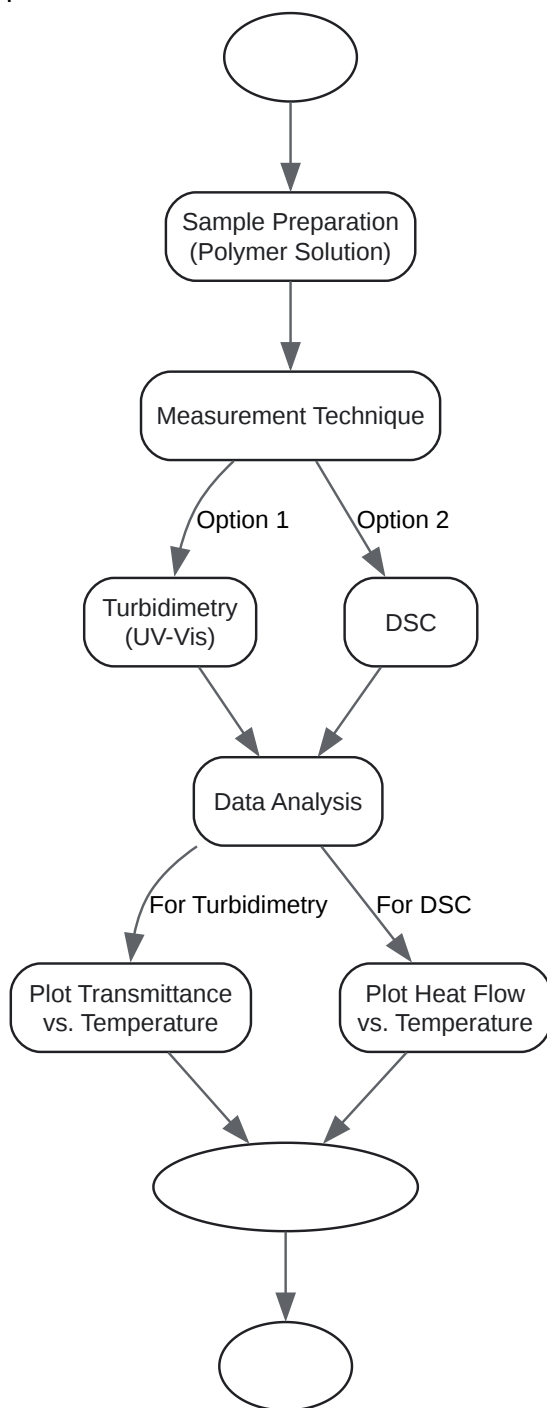 Sample Preparation
(Polymer Solution)
Measurement Technique
Option 1
Option 2
Turbidimetry
(UV-Vis)
DSC
Data Analysis
For Turbidimetry
For DSC
Plot Transmittance
vs. Temperature
Plot Heat Flow
vs. Temperature